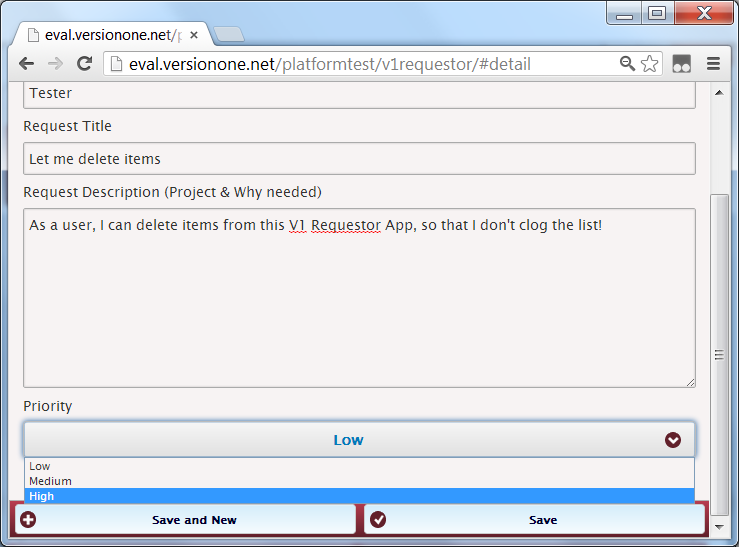 eval.versionone.net/p
eval.versionone.net/platformtest/v1requestor/#detail
Tester
Request Title
Let me delete items
Request Description (Project & Why needed)
As a user, I can delete items from this V1 Requestor App, so that I don't clog the list!
Priority
Low
Low
Medium
High
Save and New
Save